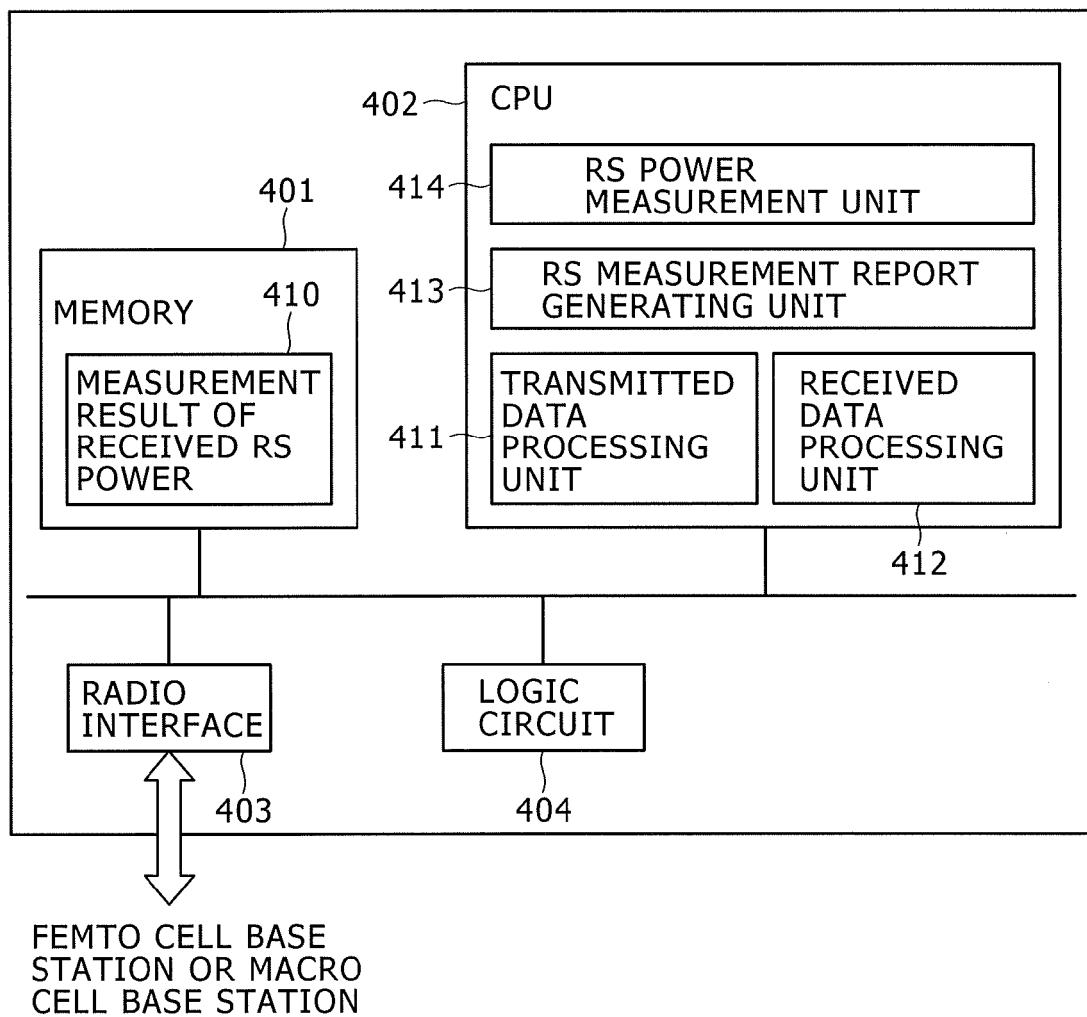 402
CPU
414
RS POWER
MEASUREMENT UNIT
401
413
RS MEASUREMENT REPORT
GENERATING UNIT
MEMORY
410
MEASUREMENT
RESULT OF
RECEIVED RS
POWER
411
TRANSMITTED
DATA
PROCESSING
UNIT
RECEIVED
DATA
PROCESSING
UNIT
412
RADIO
INTERFACE
403
LOGIC
CIRCUIT
404
FEMTO CELL BASE
STATION OR MACRO
CELL BASE STATION